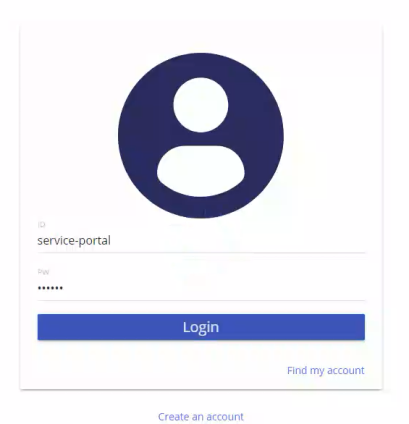 ID
service-portal
PW
••••••
Login
Find my account
Create an account